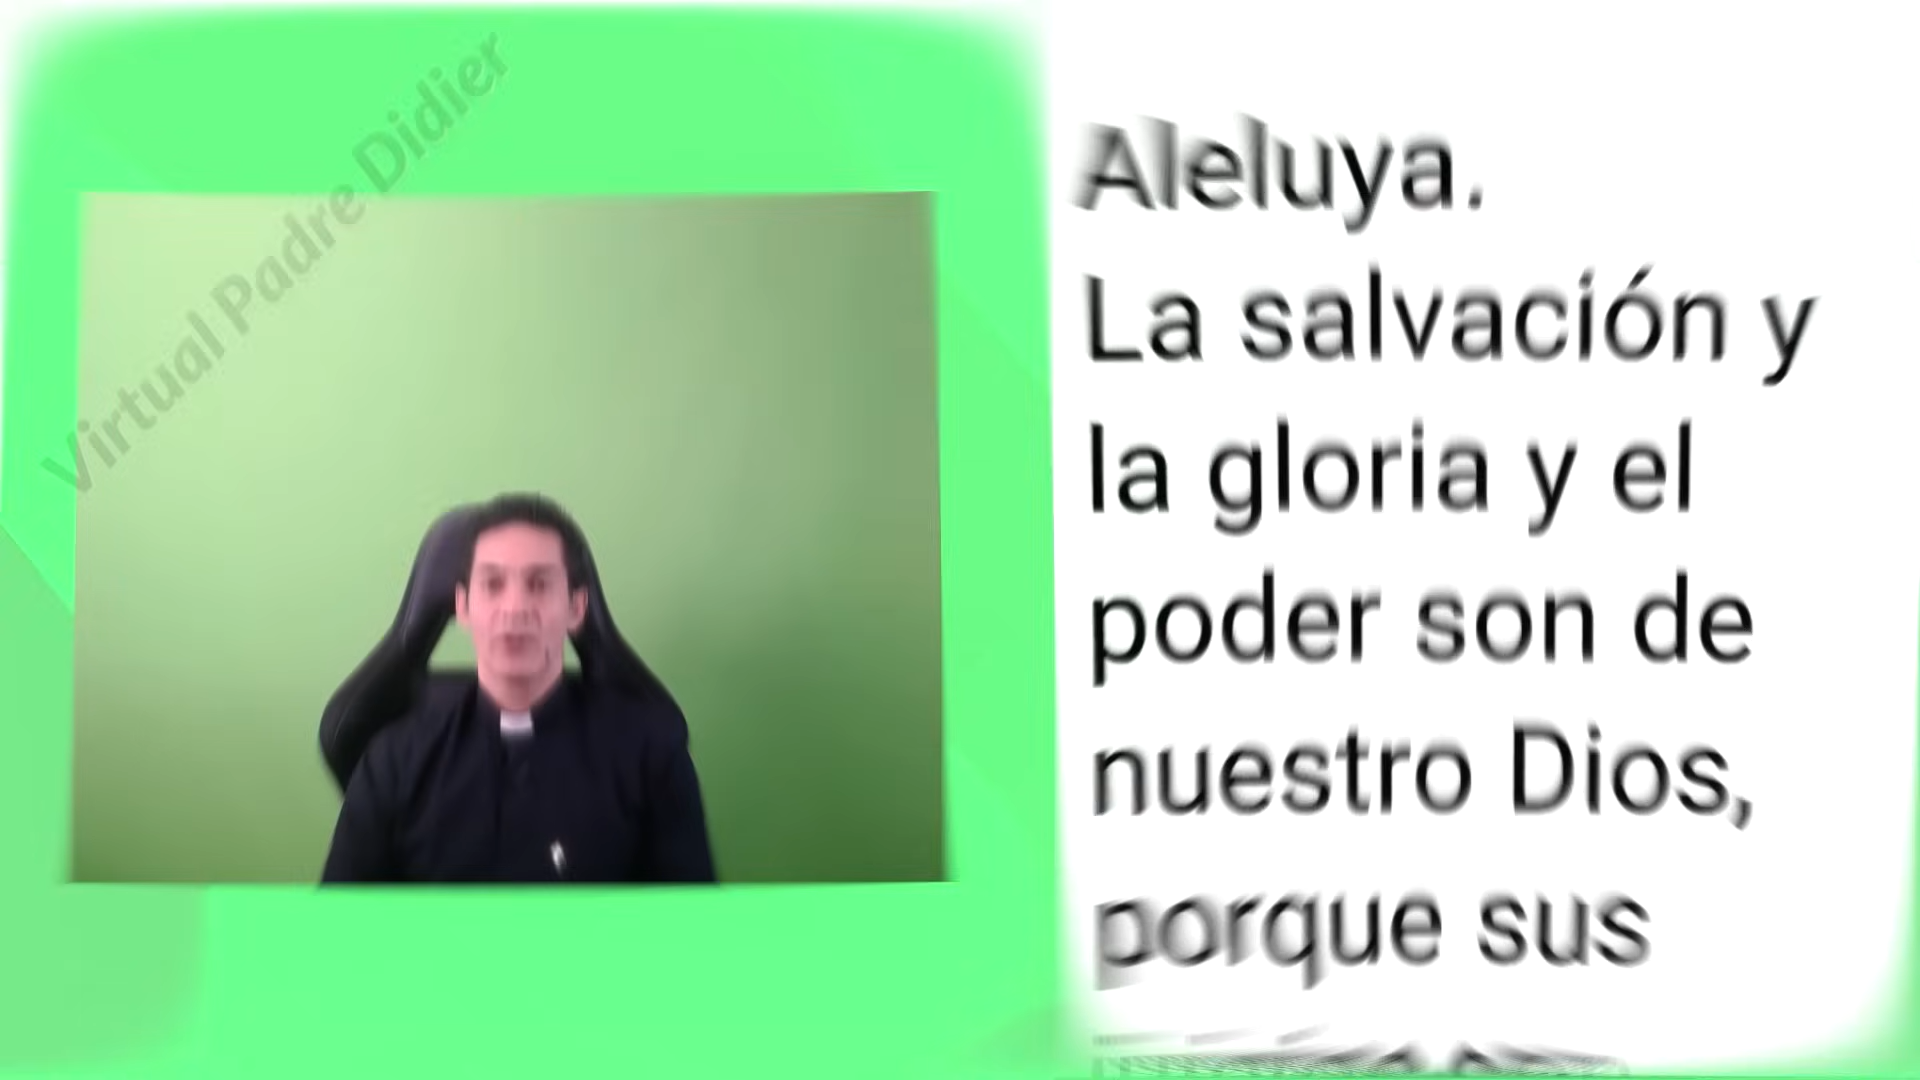 Virtual Padre Didier
Aleluya.
La salvación y
la gloria y el
poder son de
nuestro Dios,
porque sus